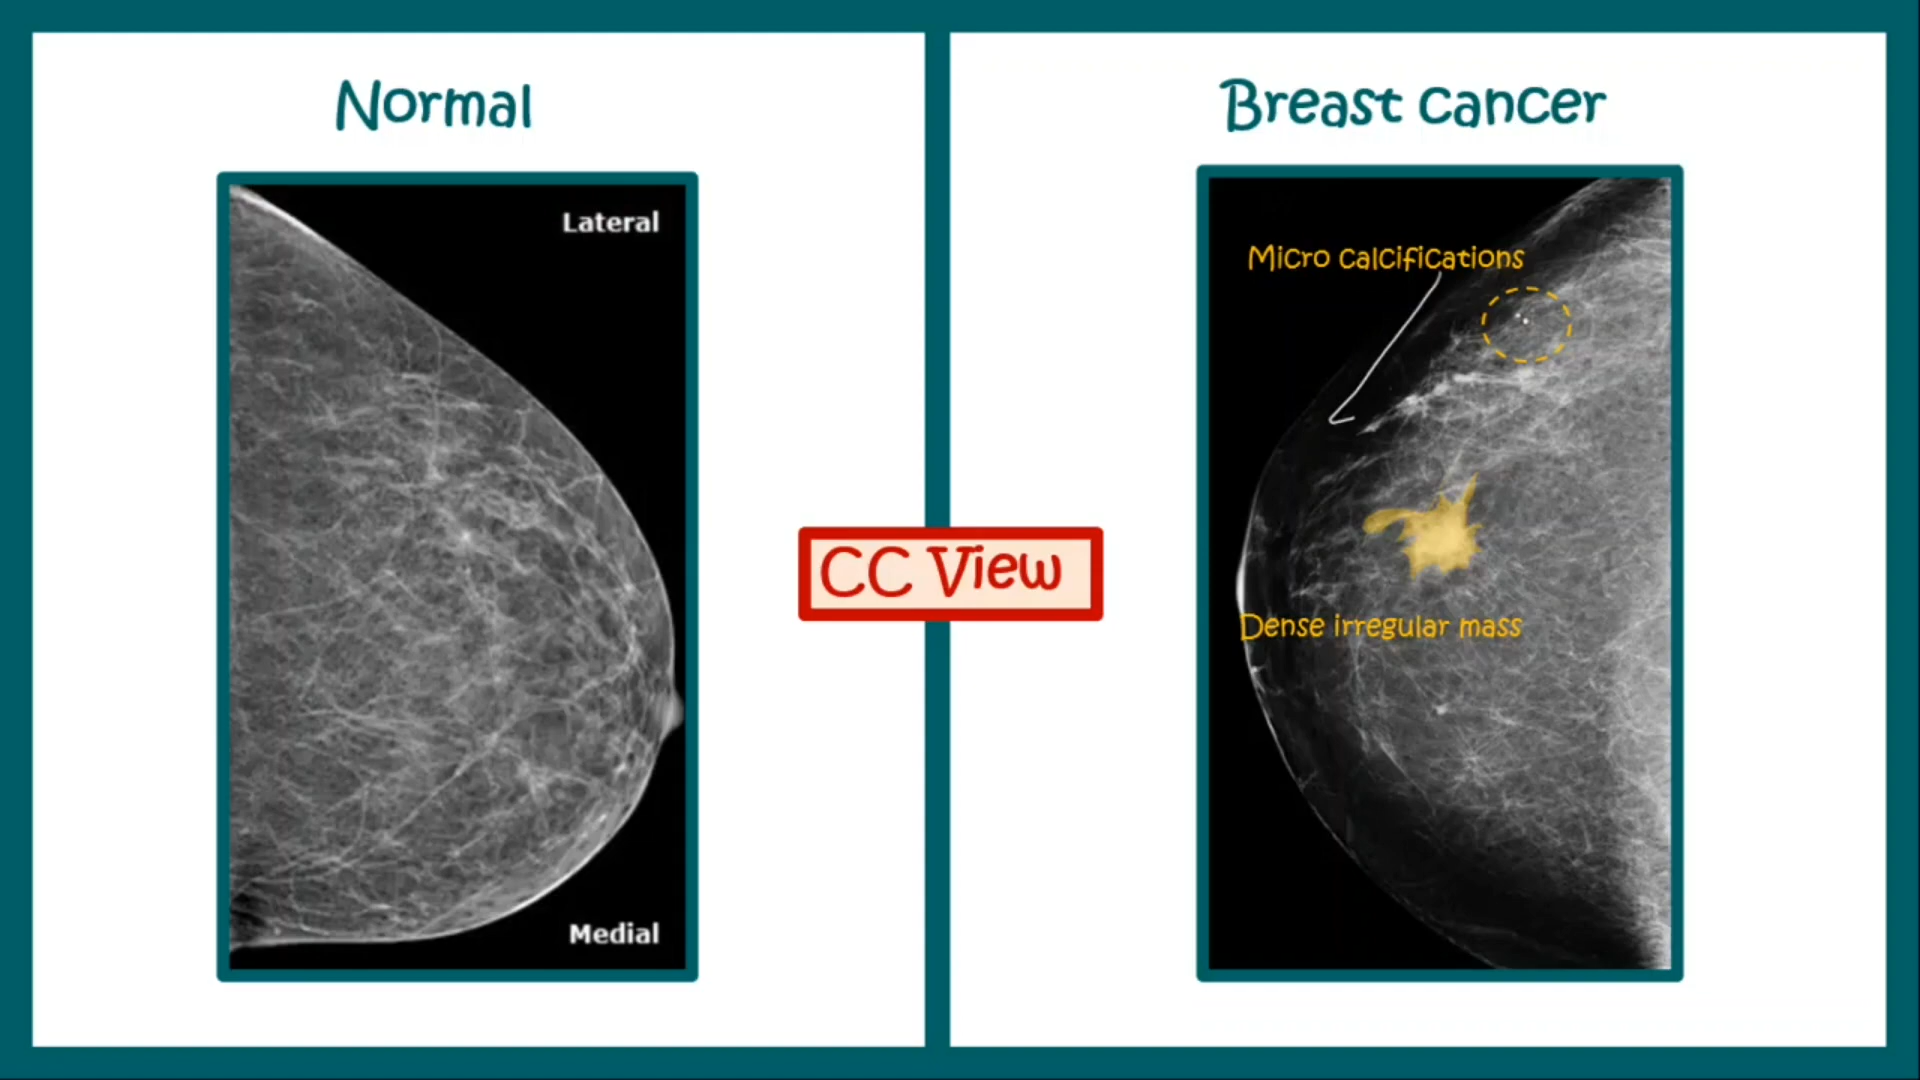 Normal
Breast cancer
Lateral
Micro calcifications
CC View
Dense irregular mass
Medial